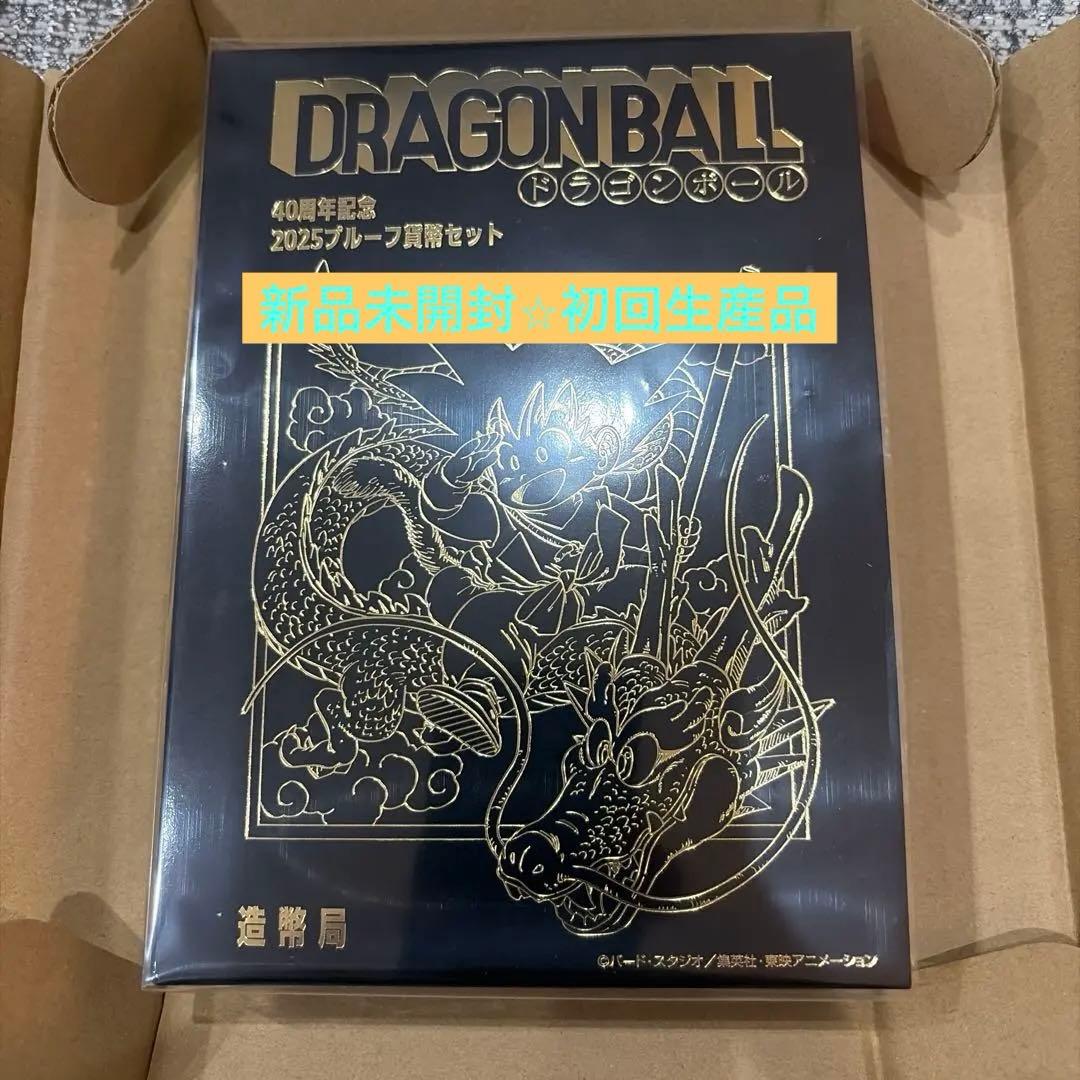 DRAGON BALL
ドラゴンボール
40周年記念
2025プルーフ貨幣セット
新品未開封☆初回生産品
造幣局
©バード・スタジオ/集英社・東映アニメーション